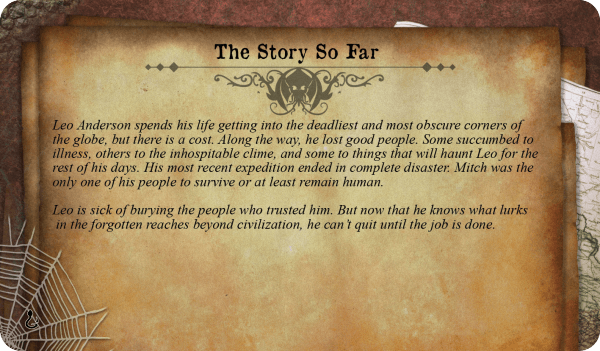 The Story So Far
Leo Anderson spends his life getting into the deadliest and most obscure corners of
the globe, but there is a cost. Along the way, he lost good people. Some succumbed to
illness, others to the inhospitable clime, and some to things that will haunt Leo for the
rest of his days. His most recent expedition ended in complete disaster. Mitch was the
only one of his people to survive or at least remain human.
Leo is sick of burying the people who trusted him. But now that he knows what lurks
in the forgotten reaches beyond civilization, he can't quit until the job is done.